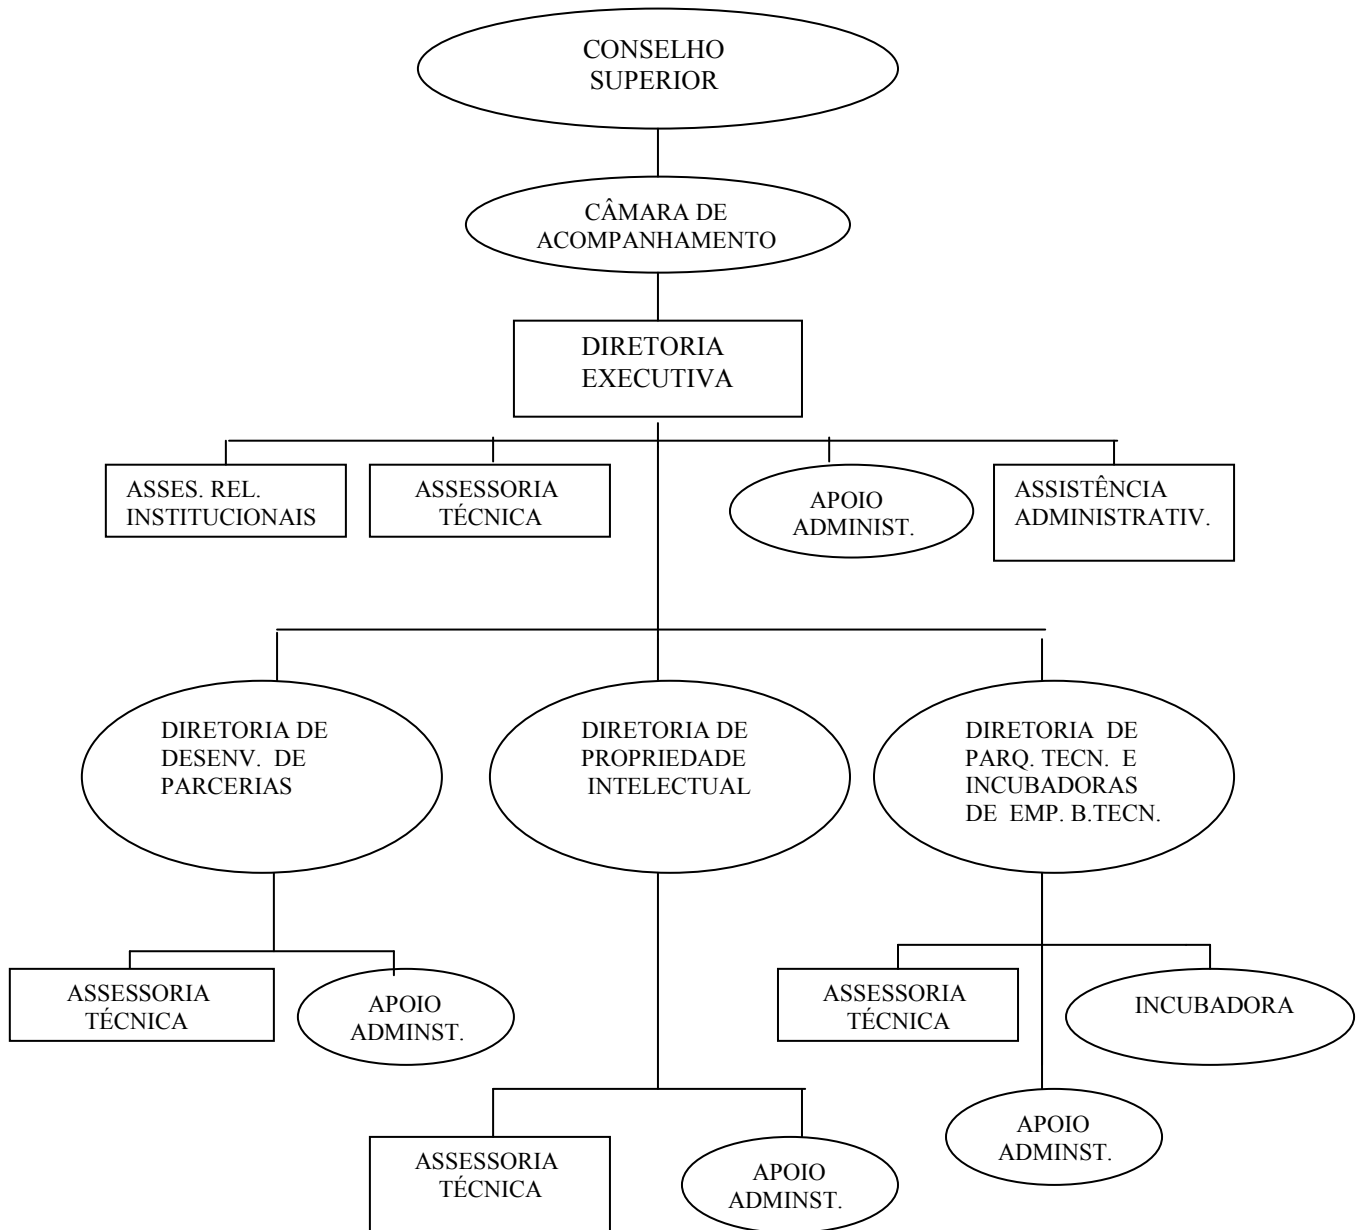 CONSELHO
SUPERIOR
CÂMARA DE
ACOMPANHAMENTO
DIRETORIA
EXECUTIVA
ASSES. REL.
INSTITUCIONAIS
ASSESSORIA
TÉCNICA
APOIO
ADMINIST.
ASSISTÊNCIA
ADMINISTRATIV.
DIRETORIA DE
DESENV. DE
PARCERIAS
DIRETORIA DE
PROPRIEDADE
INTELECTUAL
DIRETORIA DE
PARQ. TECN. E
INCUBADORAS
DE EMP. B.TECN.
ASSESSORIA
TÉCNICA
APOIO
ADMINST.
ASSESSORIA
TÉCNICA
INCUBADORA
ASSESSORIA
TÉCNICA
APOIO
ADMINST.
APOIO
ADMINST.